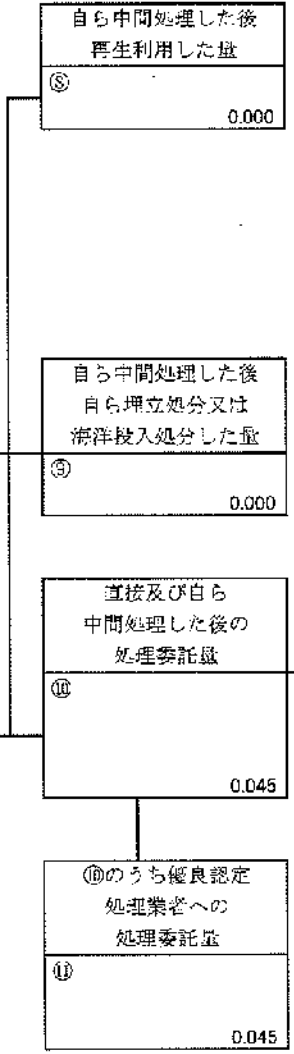 自ら中間処理した後
再生利用した量
⑧
0.000
自ら中間処理した後
自ら埋立処分又は
海洋投入処分した量
⑨
0.000
直接及び自ら
中間処理した後の
処理委託量
⑩
0.045
⑩のうち優良認定
処理業者への
処理委託量
⑪
0.045